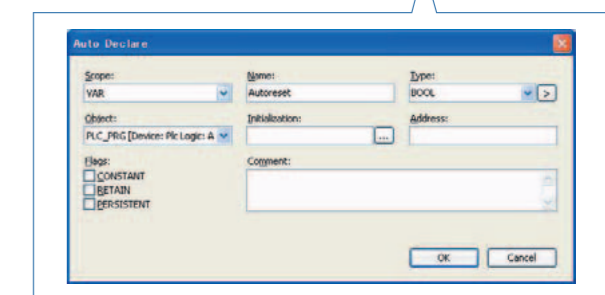 Auto Declare
Scope: Name: Type:
VAR Autoreset BOOL >
Object: Initialization: Address:
PLC_PRG [Device: Plc Logic: A ...
Flags: Comment:
CONSTANT
RETAIN
PERSISTENT
OK Cancel